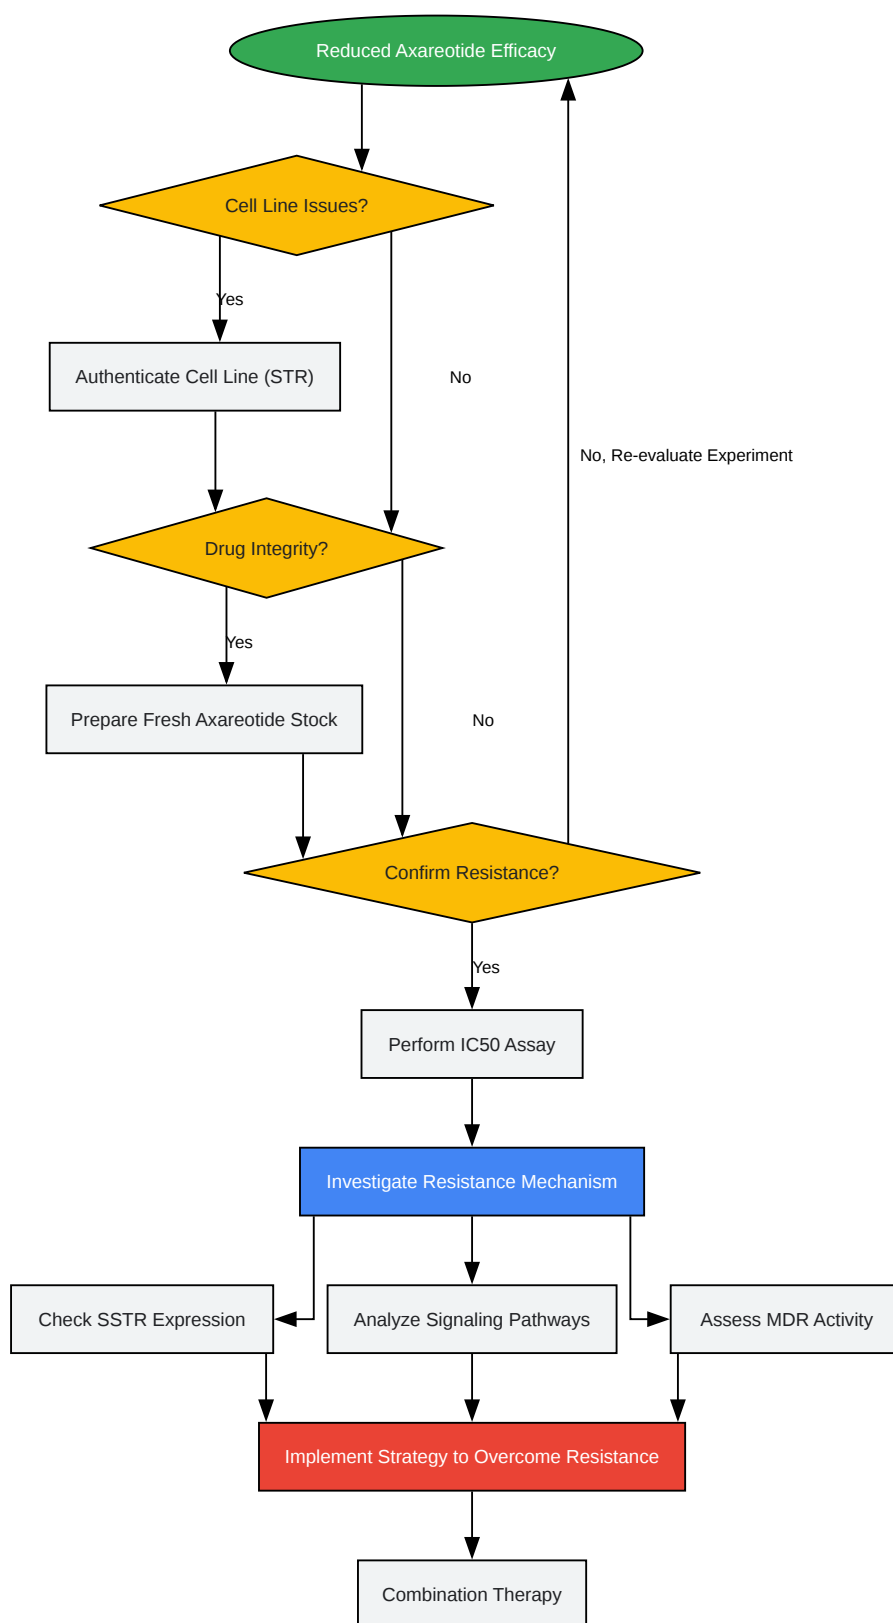 Reduced Axareotide Efficacy
Cell Line Issues?
Yes
Authenticate Cell Line (STR)
No
No, Re-evaluate Experiment
Drug Integrity?
Yes
Prepare Fresh Axareotide Stock
No
Confirm Resistance?
Yes
Perform IC50 Assay
Investigate Resistance Mechanism
Check SSTR Expression
Analyze Signaling Pathways
Assess MDR Activity
Implement Strategy to Overcome Resistance
Combination Therapy